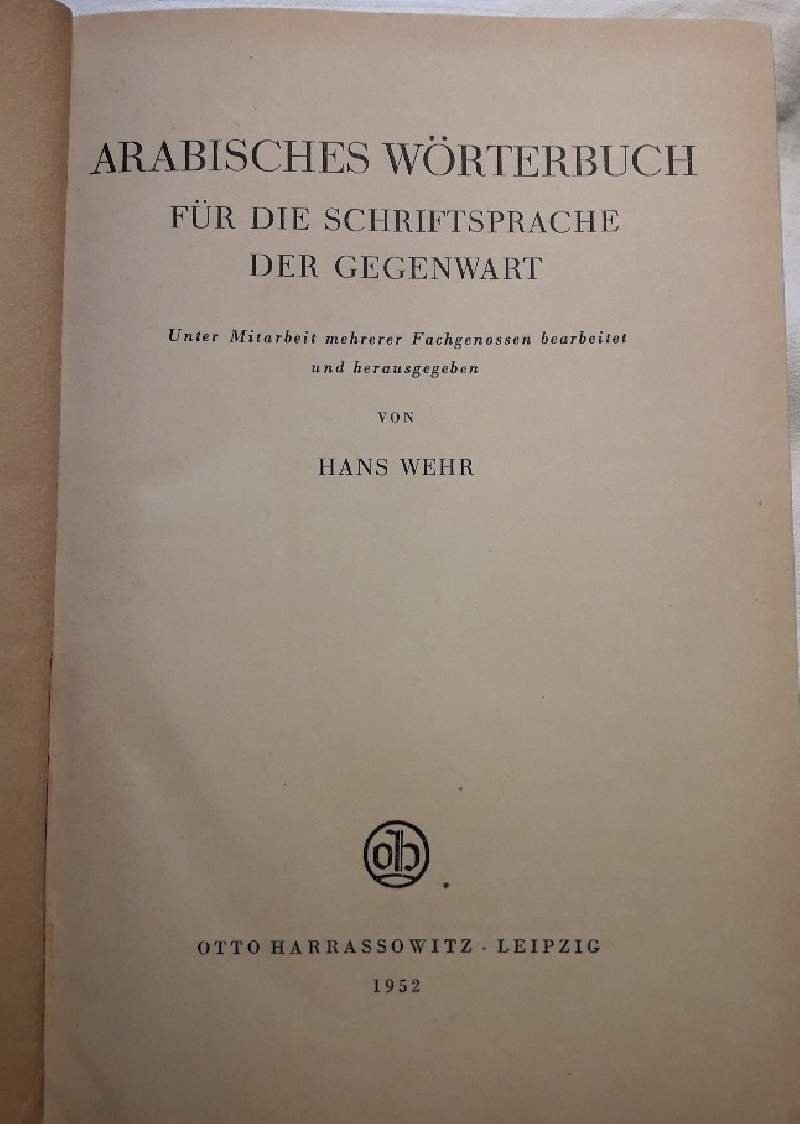 ARABISCHES WÖRTERBUCH
FÜR DIE SCHRIFTSPRACHE
DER GEGENWART
Unter Mitarbeit mehrerer Fachgenossen bearbeitet
und herausgegeben
VON
HANS WEHR
oh
OTTO HARRASSOWITZ · LEIPZIG
1952